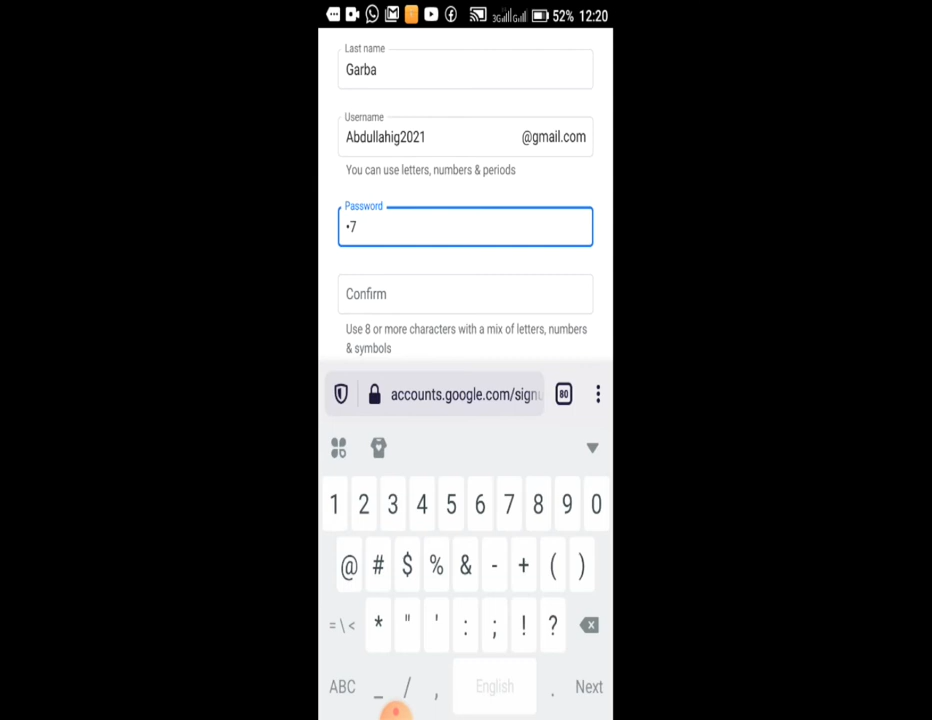 3G 52% 12:20
Last name
Garba
Username
Abdullahig2021 @gmail.com
You can use letters, numbers & periods
Password
•7
Confirm
Use 8 or more characters with a mix of letters, numbers
& symbols
accounts.google.com/sign 80
1 2 3 4 5 6 7 8 9 0
@ # $ % & - + ( )
= \ < * " ' : ; ! ?
ABC _ / , English . Next